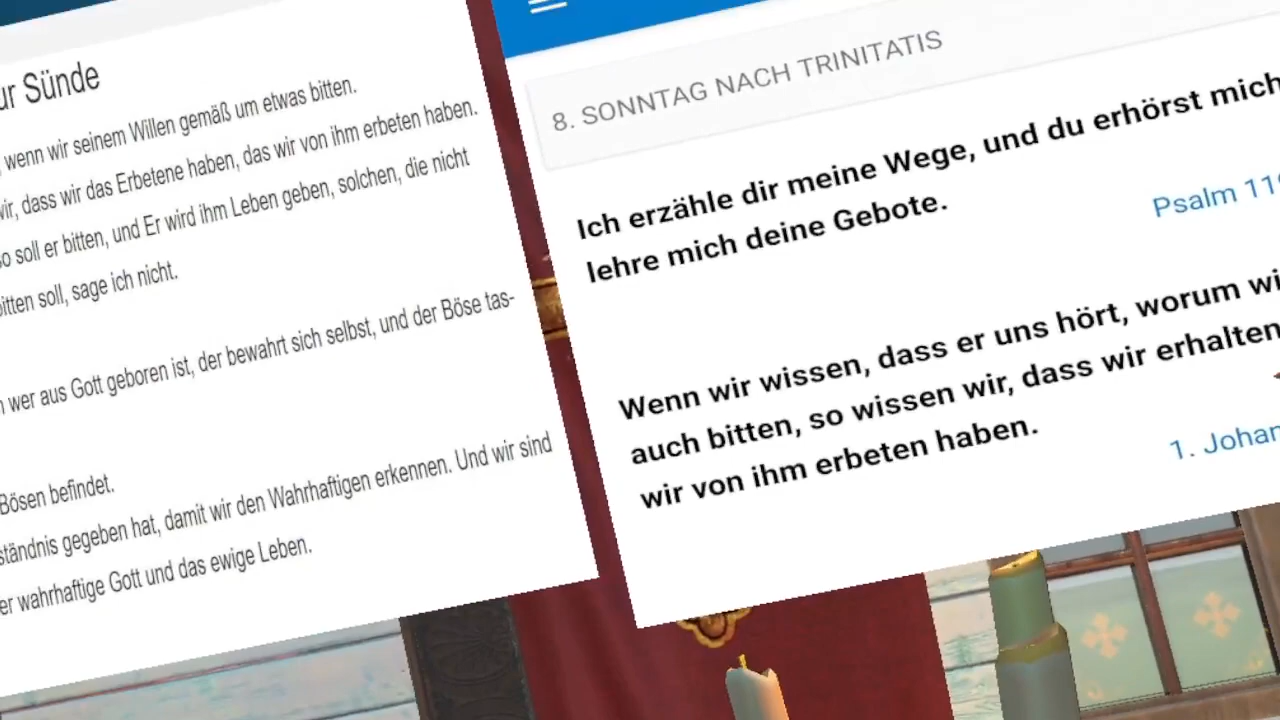 ur Sünde
, wenn wir seinem Willen gemäß um etwas bitten.
wir, dass wir das Erbetene haben, das wir von ihm erbeten haben.
so soll er bitten, und Er wird ihm Leben geben, solchen, die nicht
bitten soll, sage ich nicht.
wer aus Gott geboren ist, der bewahrt sich selbst, und der Böse tas-
Bösen befindet.
ständnis gegeben hat, damit wir den Wahrhaftigen erkennen. Und wir sind
er wahrhaftige Gott und das ewige Leben.
8. SONNTAG NACH TRINITATIS
Ich erzähle dir meine Wege, und du erhörst mich
lehre mich deine Gebote.
Psalm 11
Wenn wir wissen, dass er uns hört, worum wi
auch bitten, so wissen wir, dass wir erhalten
wir von ihm erbeten haben.
1. Johan